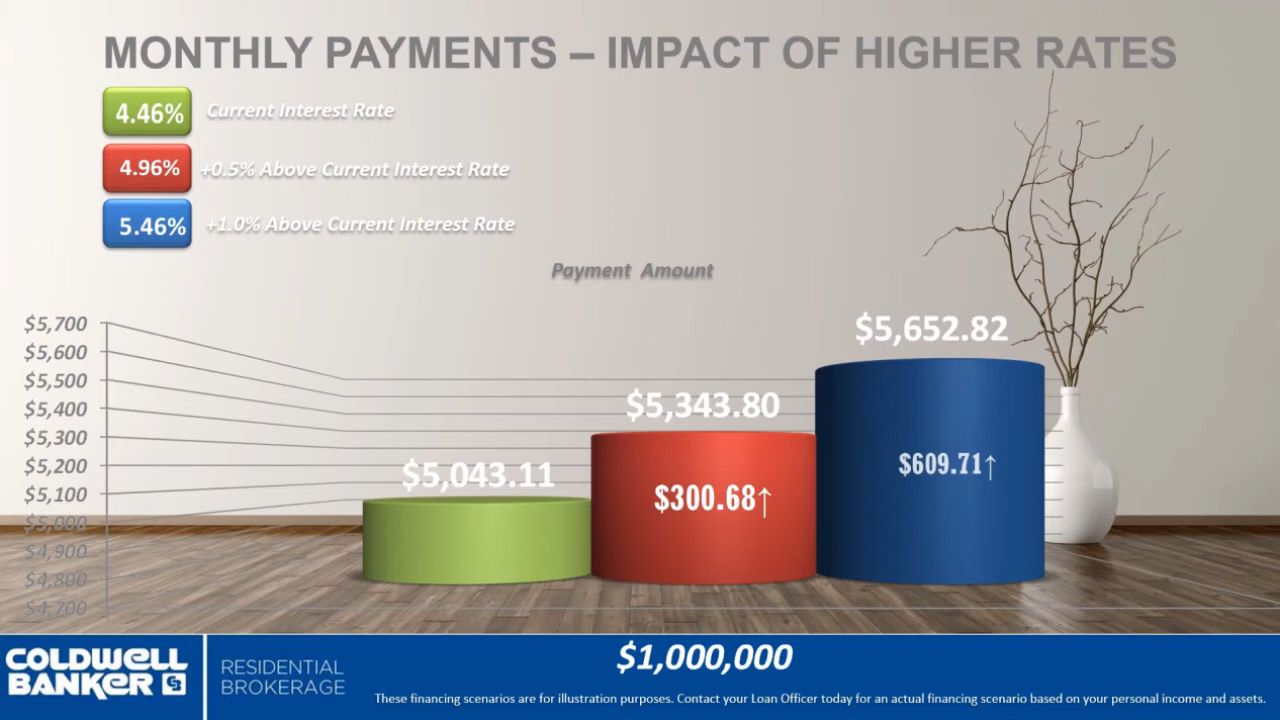 MONTHLY PAYMENTS – IMPACT OF HIGHER RATES
4.46% Current Interest Rate
4.96% +0.5% Above Current Interest Rate
5.46% +1.0% Above Current Interest Rate
Payment Amount
$5,700
$5,600
$5,500
$5,400
$5,300
$5,200
$5,100
$5,000
$4,900
$4,800
$4,700
$5,043.11
$5,343.80
$300.68↑
$5,652.82
$609.71↑
COLDWELL
BANKER CB
RESIDENTIAL
BROKERAGE
$1,000,000
These financing scenarios are for illustration purposes. Contact your Loan Officer today for an actual financing scenario based on your personal income and assets.